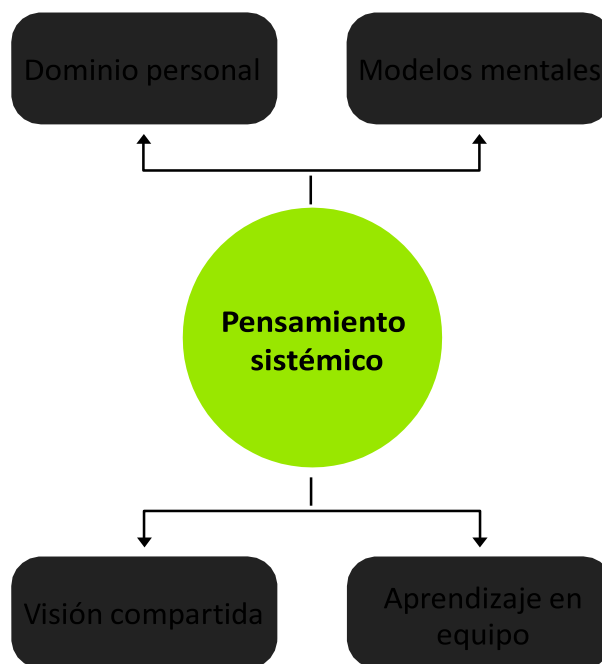 Dominio personal
Modelos mentales
Pensamiento
sistémico
Visión compartida
Aprendizaje en
equipo